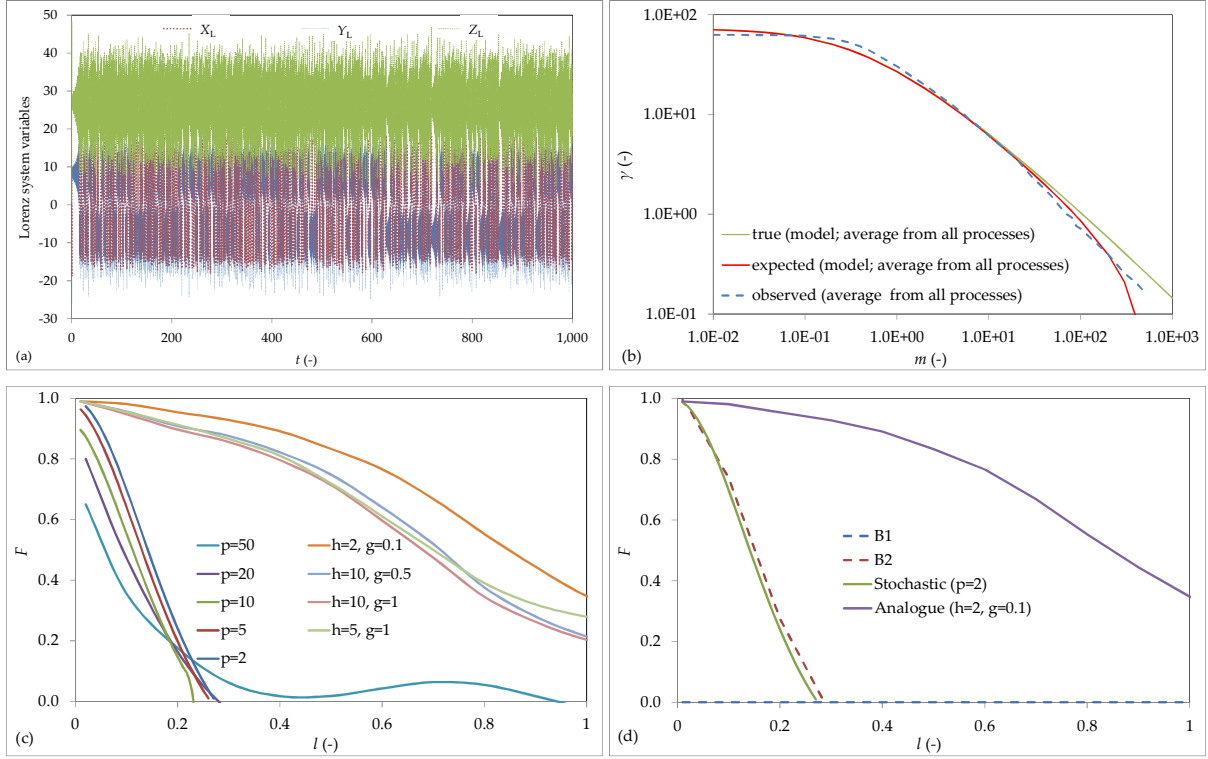 X_L Y_L Z_L
50
40
30
20
10
0
-10
-20
-30
Lorenz system variables
0 200 400 600 800 1,000
t (-)
(a)
1.0E+02
1.0E+01
1.0E+00
1.0E-01
γ (-)
true (model; average from all processes)
expected (model; average from all processes)
observed (average from all processes)
1.0E-02 1.0E-01 1.0E+00 1.0E+01 1.0E+02 1.0E+03
m (-)
(b)
1.0
0.8
0.6
0.4
0.2
0.0
F
p=50 h=2, g=0.1
p=20 h=10, g=0.5
p=10 h=10, g=1
p=5 h=5, g=1
p=2
0 0.2 0.4 0.6 0.8 1
l (-)
(c)
1.0
0.8
0.6
0.4
0.2
0.0
F
B1
B2
Stochastic (p=2)
Analogue (h=2, g=0.1)
0 0.2 0.4 0.6 0.8 1
l (-)
(d)